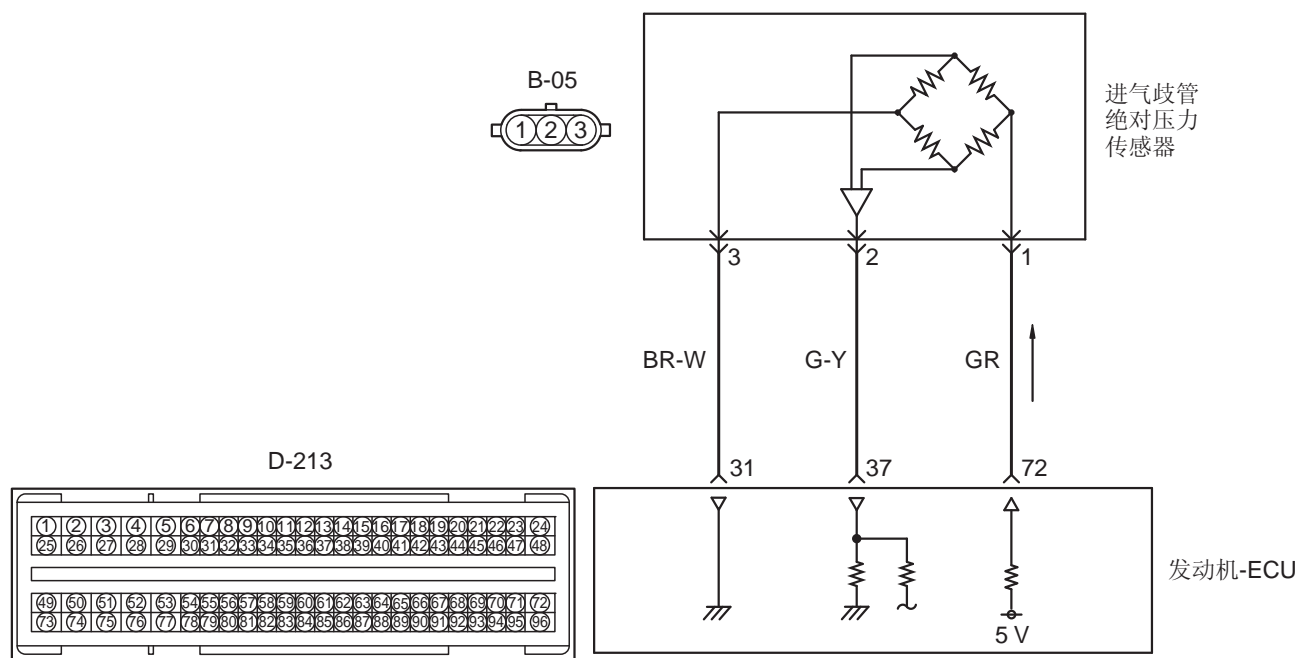 B-05
1 2 3
进气歧管
绝对压力
传感器
3 2 1
BR-W G-Y GR
31 37 72
D-213
1 2 3 4 5 6 7 8 9 10 11 12 13 14 15 16 17 18 19 20 21 22 23 24
25 26 27 28 29 30 31 32 33 34 35 36 37 38 39 40 41 42 43 44 45 46 47 48
49 50 51 52 53 54 55 56 57 58 59 60 61 62 63 64 65 66 67 68 69 70 71 72
73 74 75 76 77 78 79 80 81 82 83 84 85 86 87 88 89 90 91 92 93 94 95 96
发动机-ECU
5 V